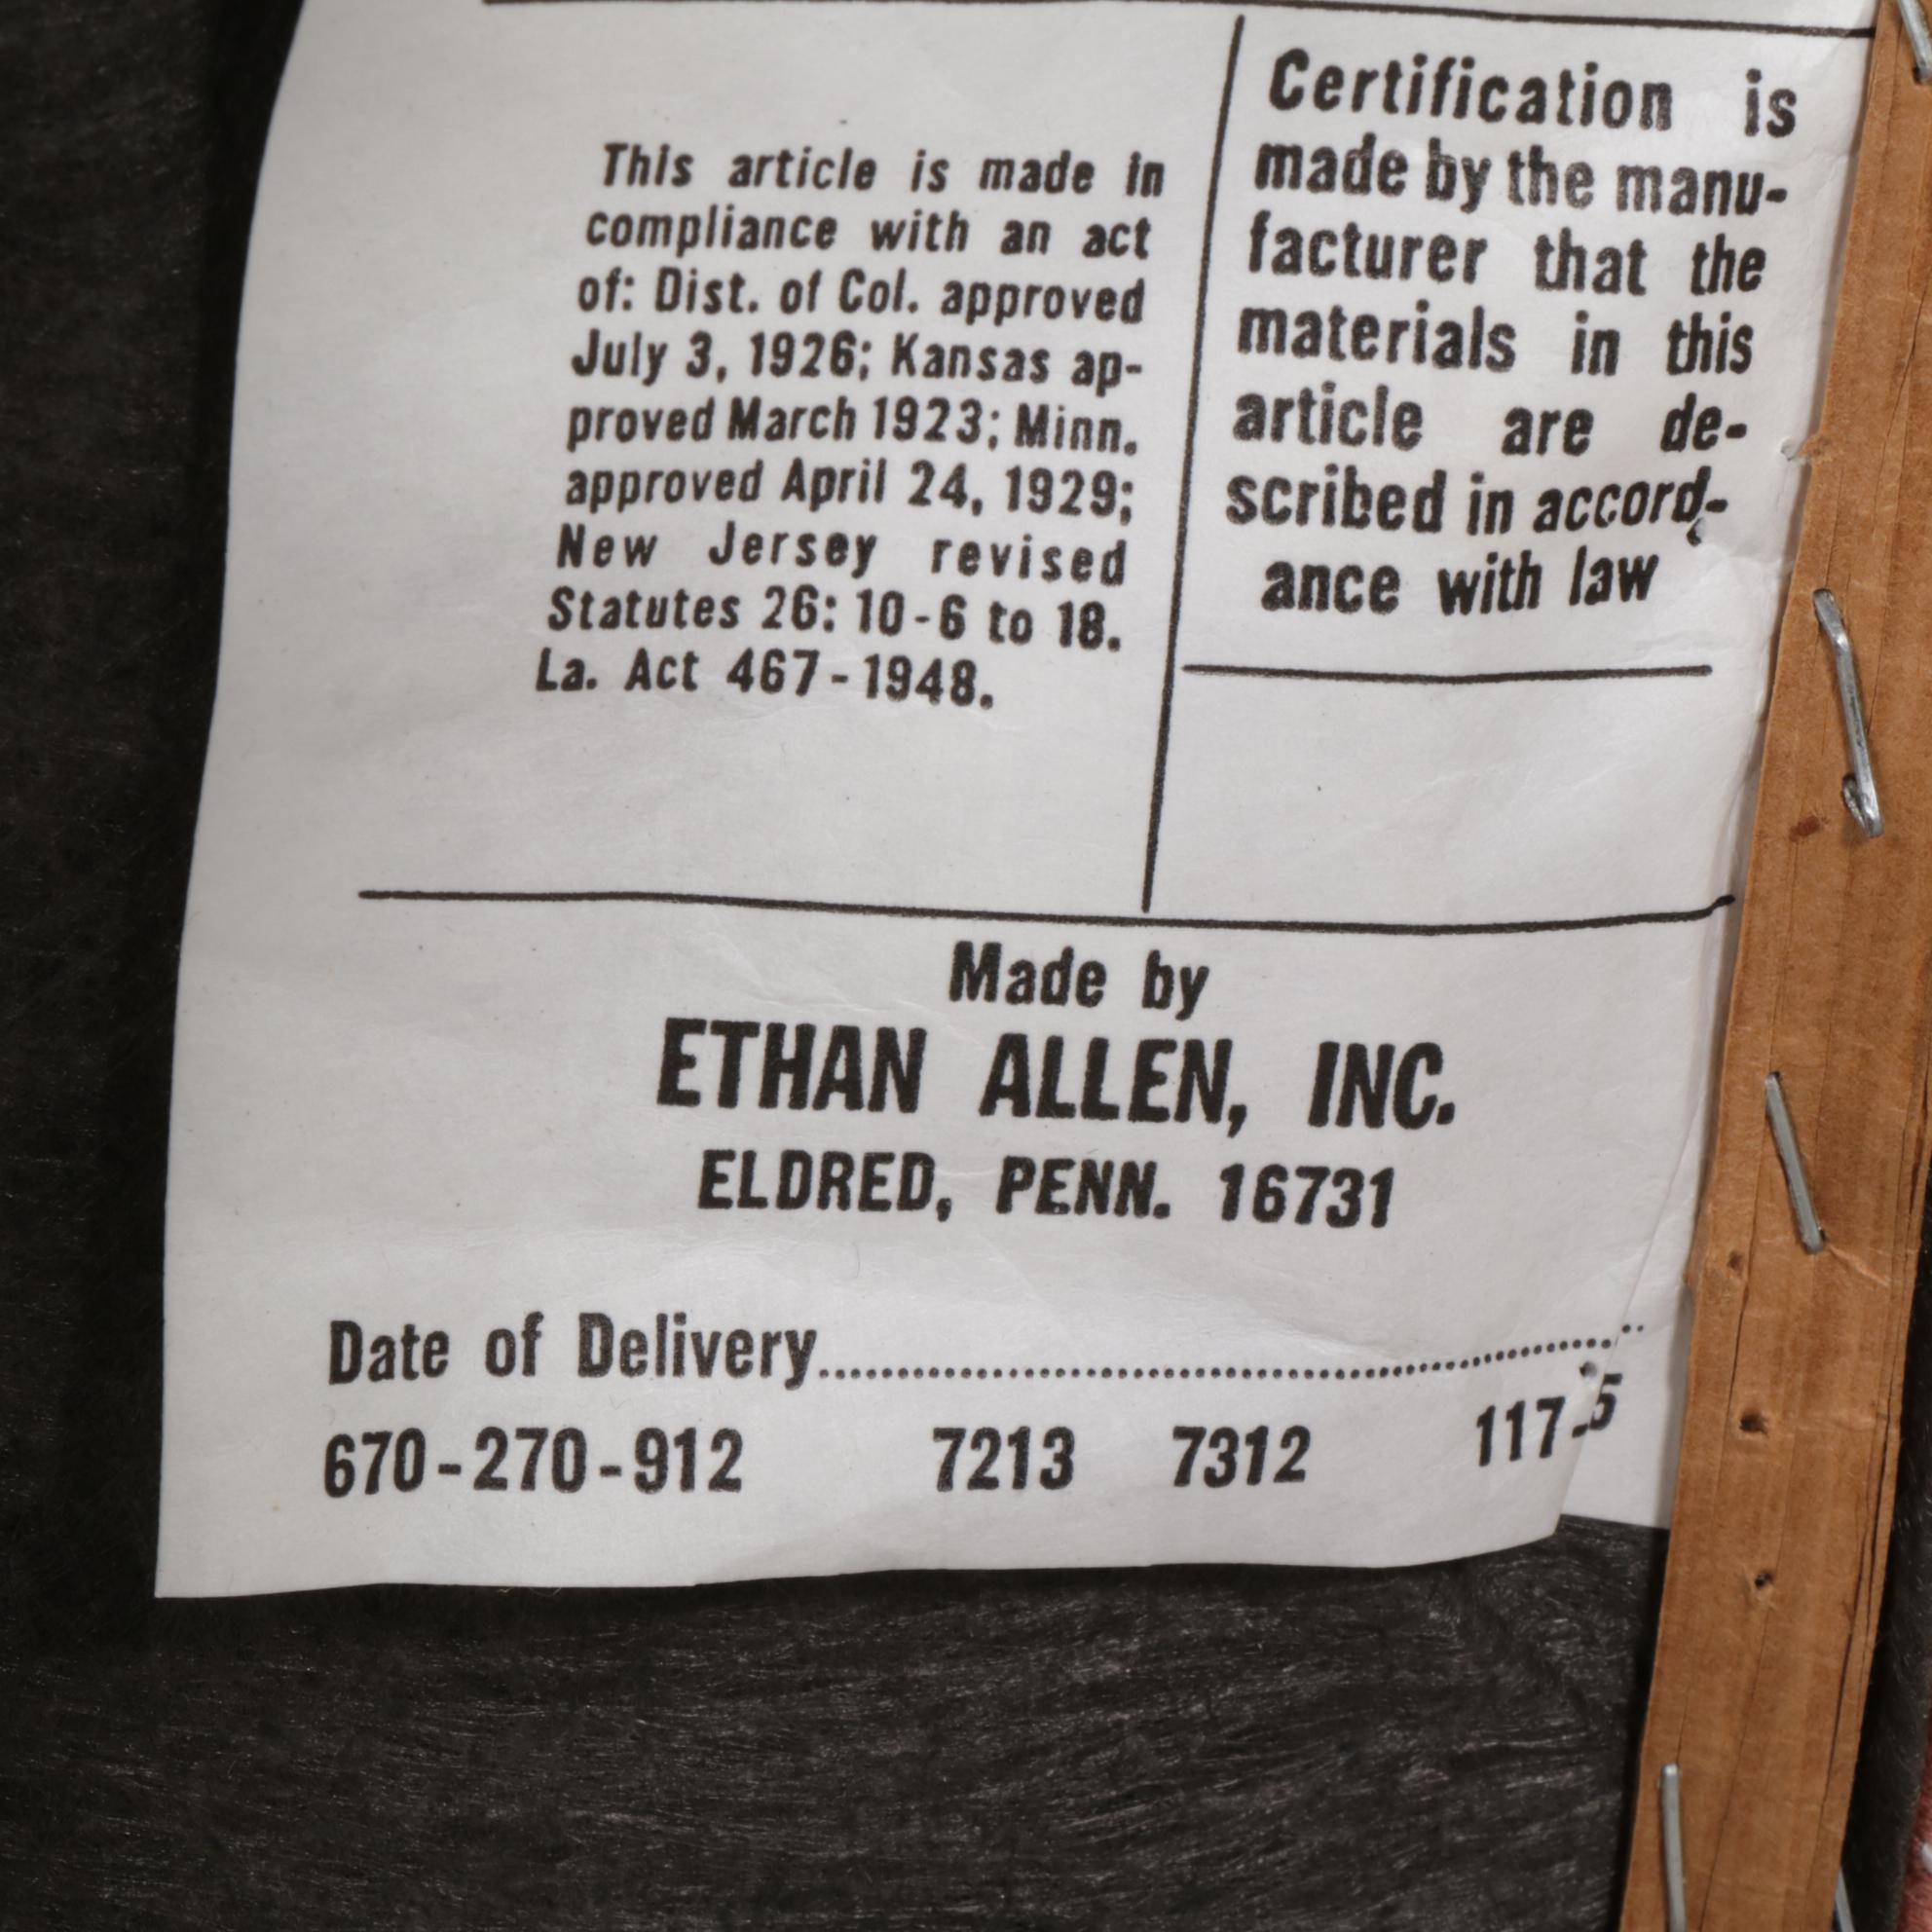 This article is made in
compliance with an act
of: Dist. of Col. approved
July 3, 1926; Kansas ap-
proved March 1923; Minn.
approved April 24, 1929;
New Jersey revised
Statutes 26: 10-6 to 18.
La. Act 467-1948.
Certification is
made by the manu-
facturer that the
materials in this
article are de-
scribed in accord-
ance with law
Made by
ETHAN ALLEN, INC.
ELDRED, PENN. 16731
Date of Delivery
670-270-912 7213 7312 117-5